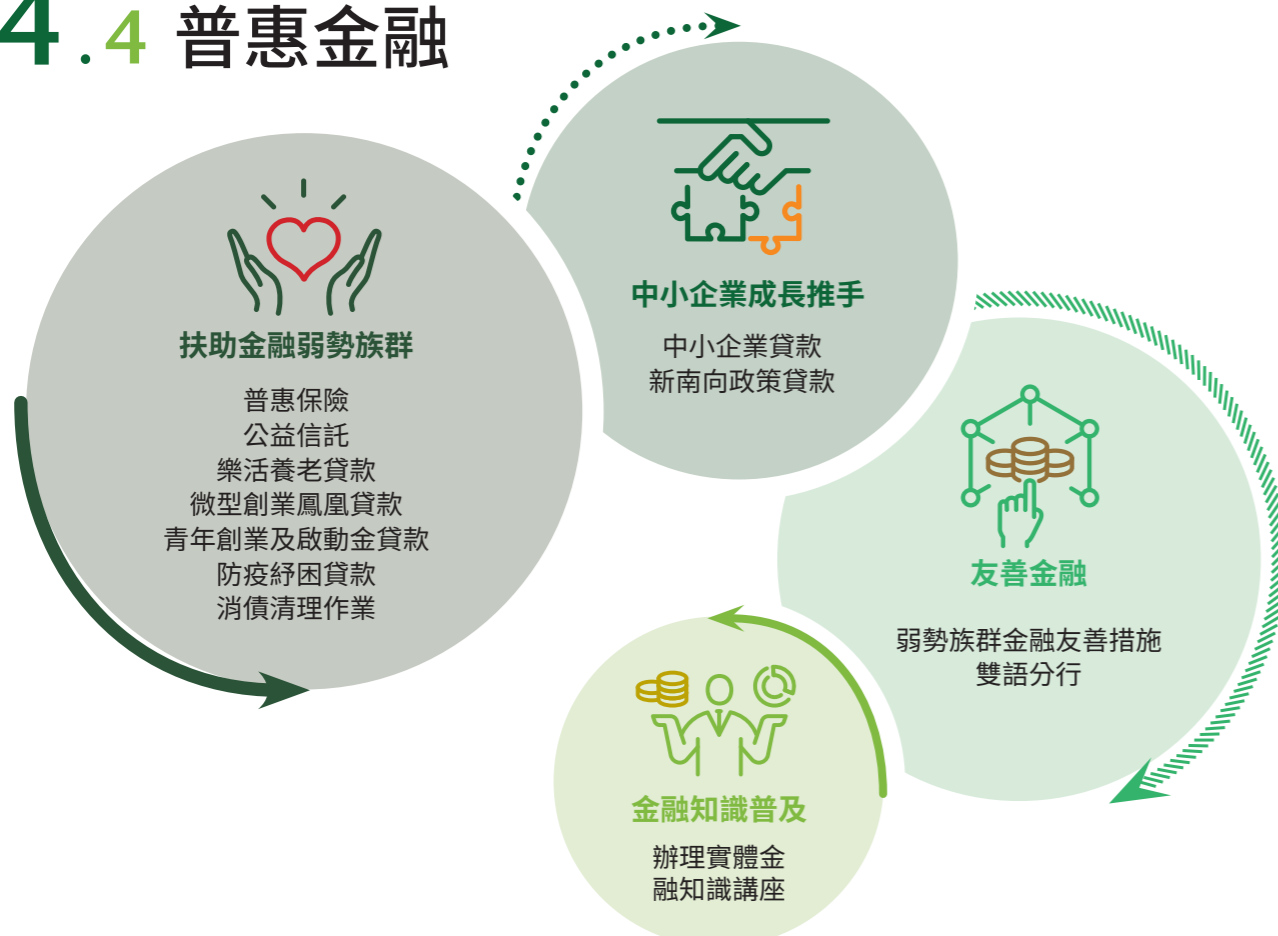 4.4 普惠金融
扶助金融弱勢族群
普惠保險
公益信託
樂活養老貸款
微型創業鳳凰貸款
青年創業及啟動金貸款
防疫紓困貸款
消債清理作業
中小企業成長推手
中小企業貸款
新南向政策貸款
友善金融
弱勢族群金融友善措施
雙語分行
金融知識普及
辦理實體金
融知識講座